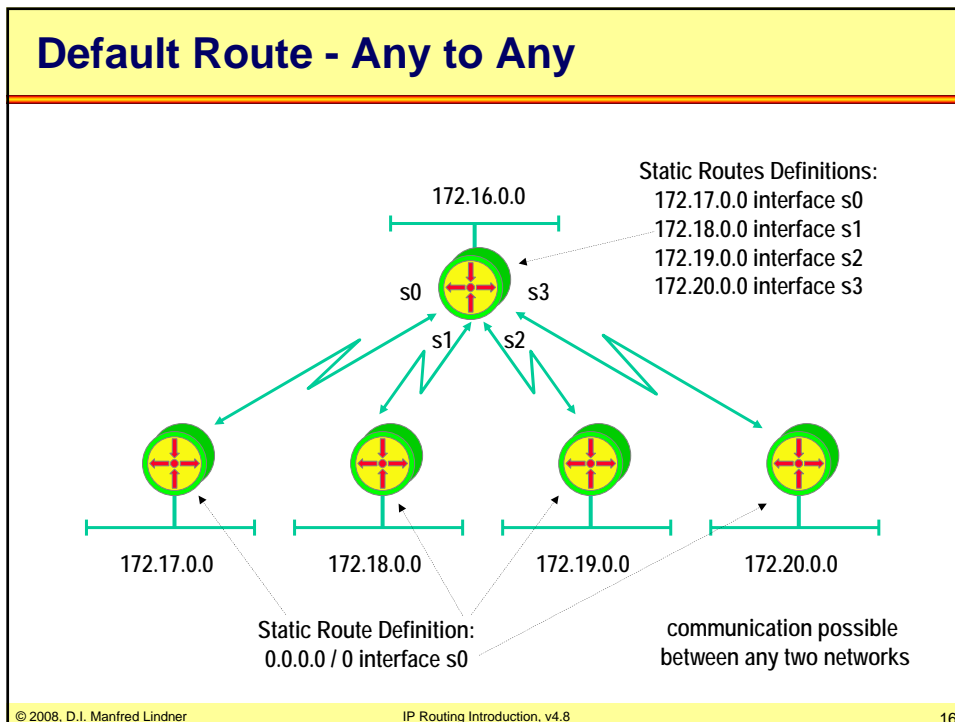 Default Route - Any to Any
Static Routes Definitions:
172.17.0.0 interface s0
172.18.0.0 interface s1
172.19.0.0 interface s2
172.20.0.0 interface s3
172.16.0.0
s0
s3
s1
s2
172.17.0.0
172.18.0.0
172.19.0.0
172.20.0.0
Static Route Definition:
0.0.0.0 / 0 interface s0
communication possible
between any two networks
© 2008, D.I. Manfred Lindner
IP Routing Introduction, v4.8
16